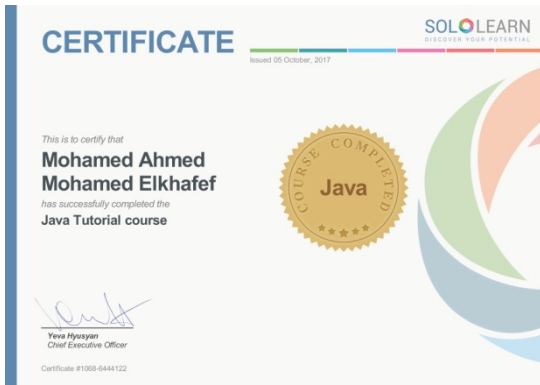 CERTIFICATE
SOLOLEARN
DISCOVER YOUR POTENTIAL
Issued 05 October, 2017
This is to certify that
Mohamed Ahmed
Mohamed Elkhafef
has successfully completed the
Java Tutorial course
COURSE COMPLETED
Java
Yeva Hyusyan
Chief Executive Officer
Certificate #1068-6444122